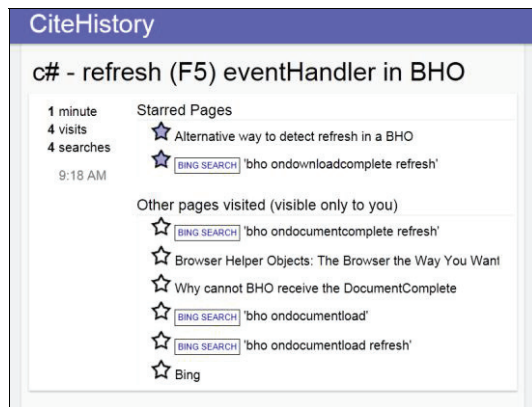 CiteHistory
c# - refresh (F5) eventHandler in BHO
1 minute
4 visits
4 searches
9:18 AM
Starred Pages
Alternative way to detect refresh in a BHO
BING SEARCH 'bho ondownloadcomplete refresh'
Other pages visited (visible only to you)
BING SEARCH 'bho ondocumentcomplete refresh'
Browser Helper Objects: The Browser the Way You Want
Why cannot BHO receive the DocumentComplete
BING SEARCH 'bho ondocumentload'
BING SEARCH 'bho ondocumentload refresh'
Bing